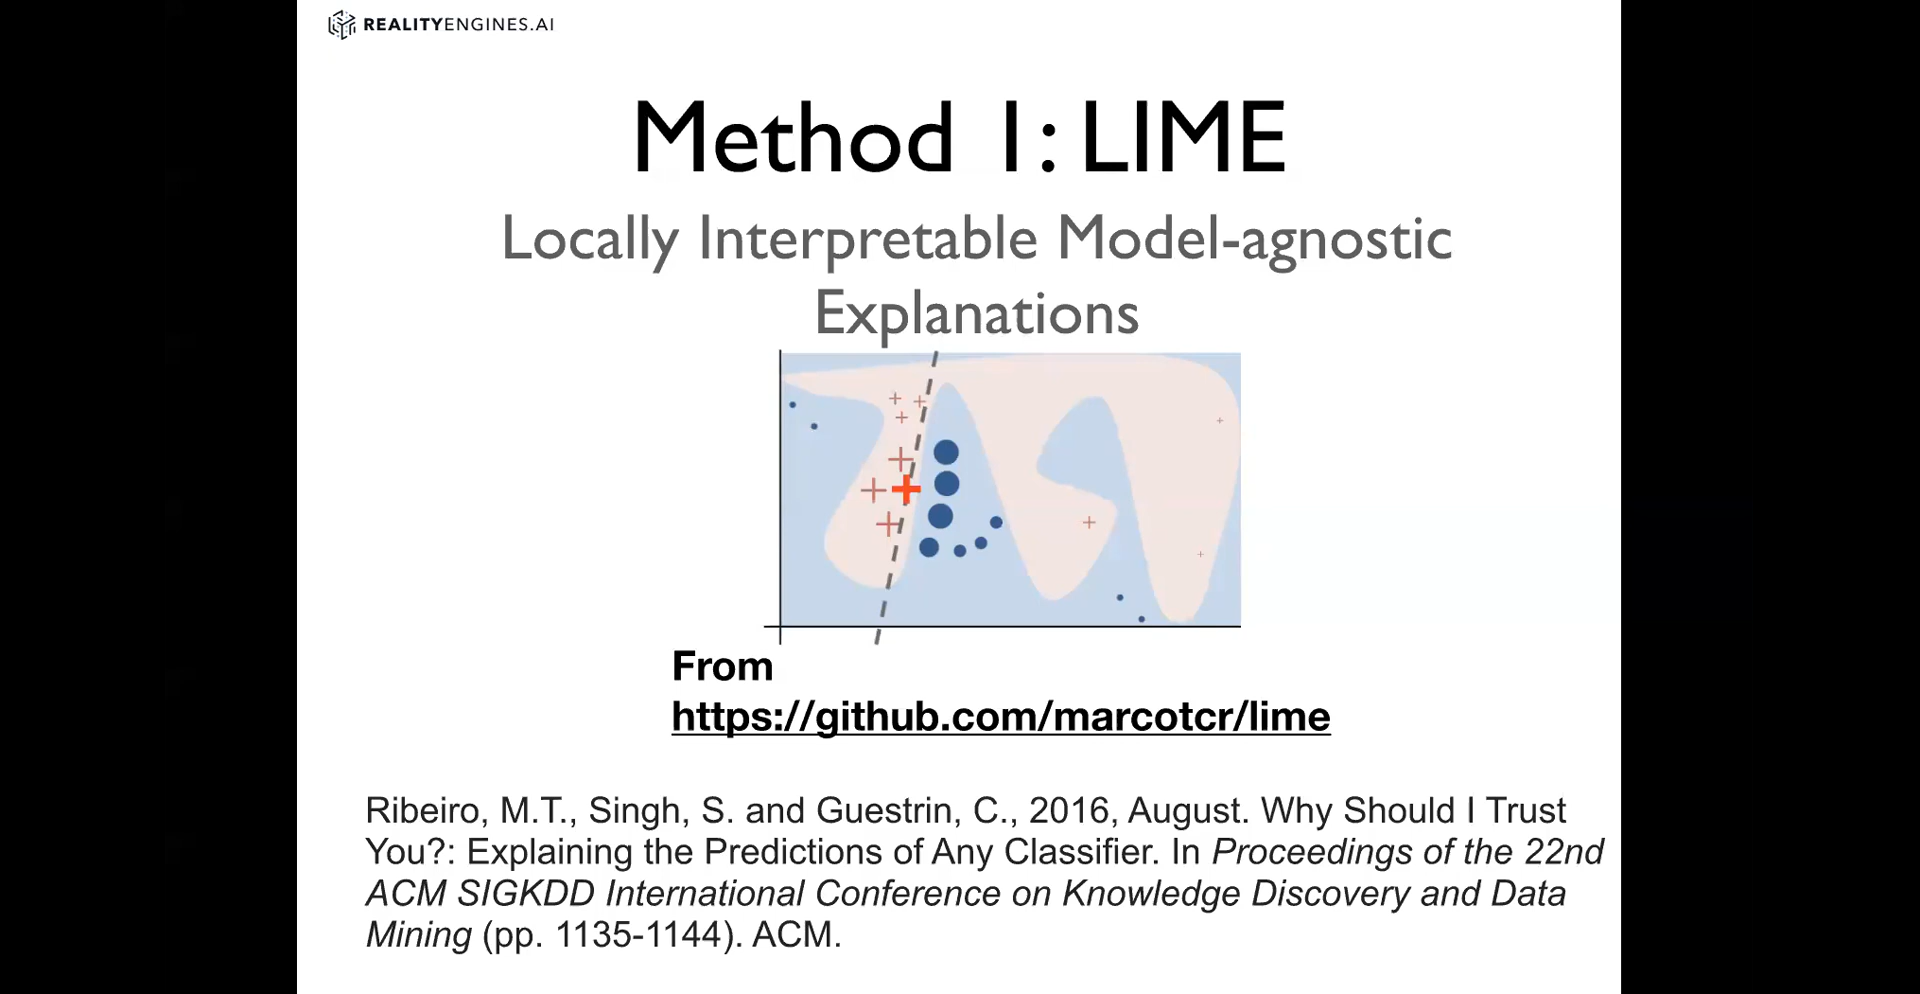 REALITYENGINES.AI
Method 1: LIME
Locally Interpretable Model-agnostic
Explanations
From
https://github.com/marcotcr/lime
Ribeiro, M.T., Singh, S. and Guestrin, C., 2016, August. Why Should I Trust
You?: Explaining the Predictions of Any Classifier. In Proceedings of the 22nd
ACM SIGKDD International Conference on Knowledge Discovery and Data
Mining (pp. 1135-1144). ACM.